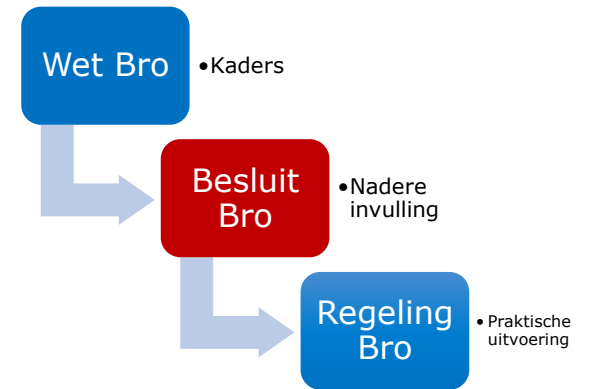 Wet Bro
•Kaders
Besluit
Bro
•Nadere
invulling
Regeling
Bro
•Praktische
uitvoering